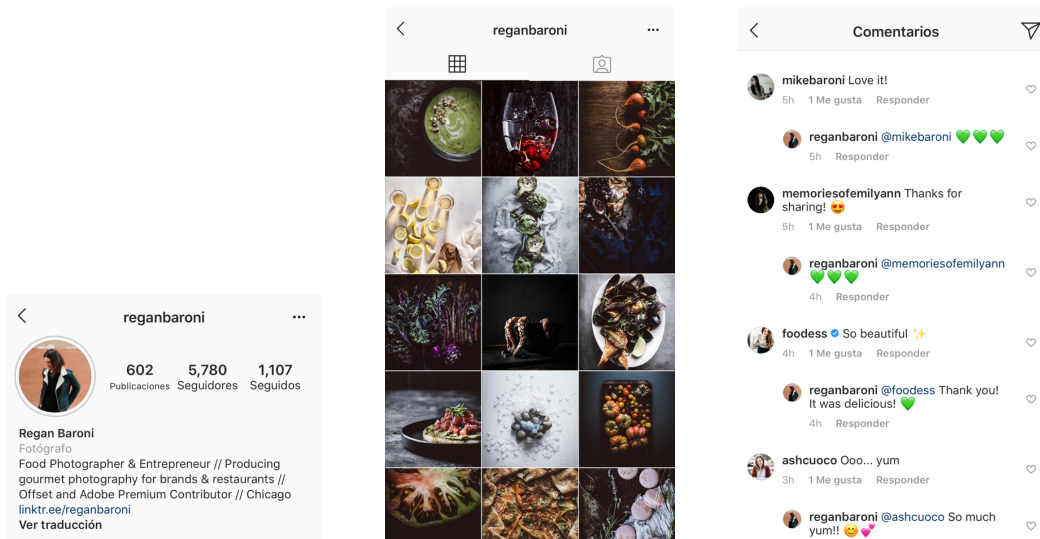 reganbaroni
602 5,780 1,107
Publicaciones Seguidores Seguidos
Regan Baroni
Fotógrafo
Food Photographer & Entrepreneur // Producing
gourmet photography for brands & restaurants //
Offset and Adobe Premium Contributor // Chicago
linktr.ee/reganbaroni
Ver traducción
reganbaroni
Comentarios
mikebaroni Love it!
5h 1 Me gusta Responder
reganbaroni @mikebaroni 💚💚💚
5h Responder
memoriesofemilyann Thanks for
sharing! 😍
5h 1 Me gusta Responder
reganbaroni @memoriesofemilyann
💚💚💚
4h Responder
foodess So beautiful ✨
4h 1 Me gusta Responder
reganbaroni @foodess Thank you!
It was delicious! 💚
4h Responder
ashcuoco Ooo... yum
3h 1 Me gusta Responder
reganbaroni @ashcuoco So much
yum!! 😊💕